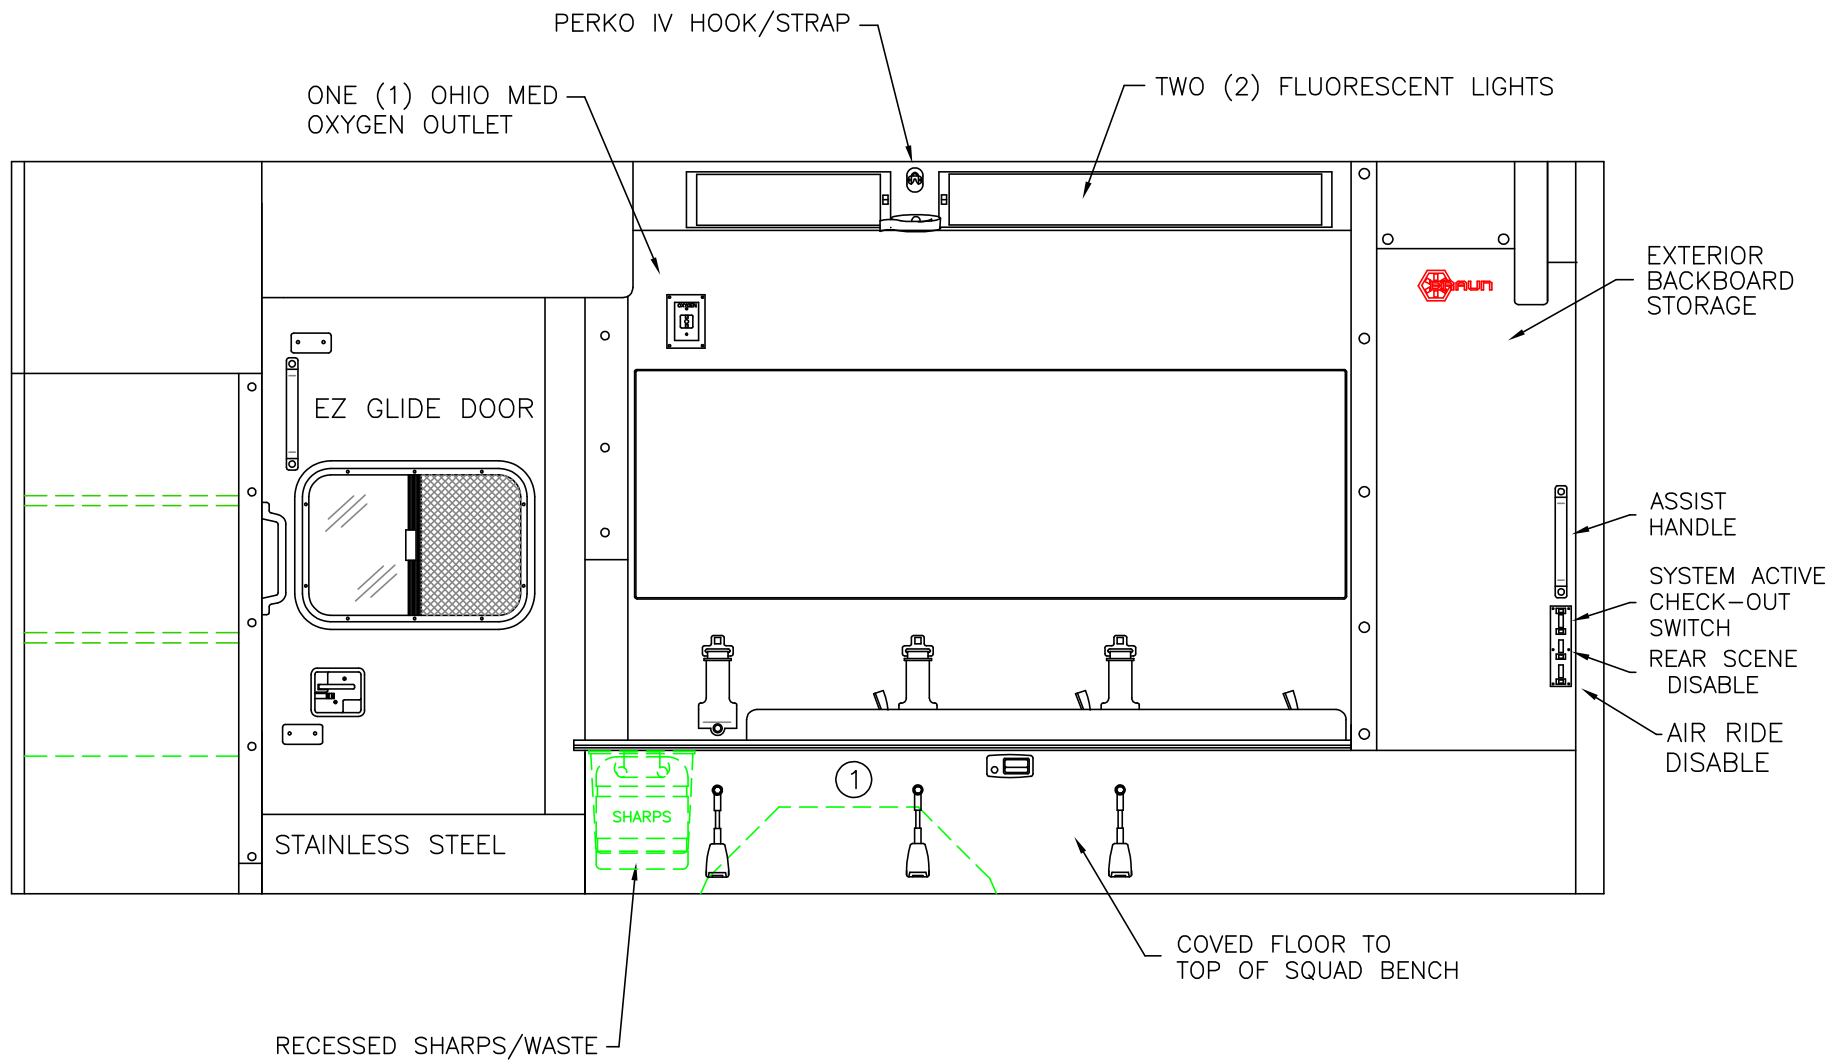 PERKO IV HOOK/STRAP
ONE (1) OHIO MED
OXYGEN OUTLET
TWO (2) FLUORESCENT LIGHTS
OXYGEN
BRAUN
EXTERIOR
BACKBOARD
STORAGE
EZ GLIDE DOOR
ASSIST
HANDLE
SYSTEM ACTIVE
CHECK-OUT
SWITCH
REAR SCENE
DISABLE
AIR RIDE
DISABLE
1
SHARPS
STAINLESS STEEL
COVED FLOOR TO
TOP OF SQUAD BENCH
RECESSED SHARPS/WASTE